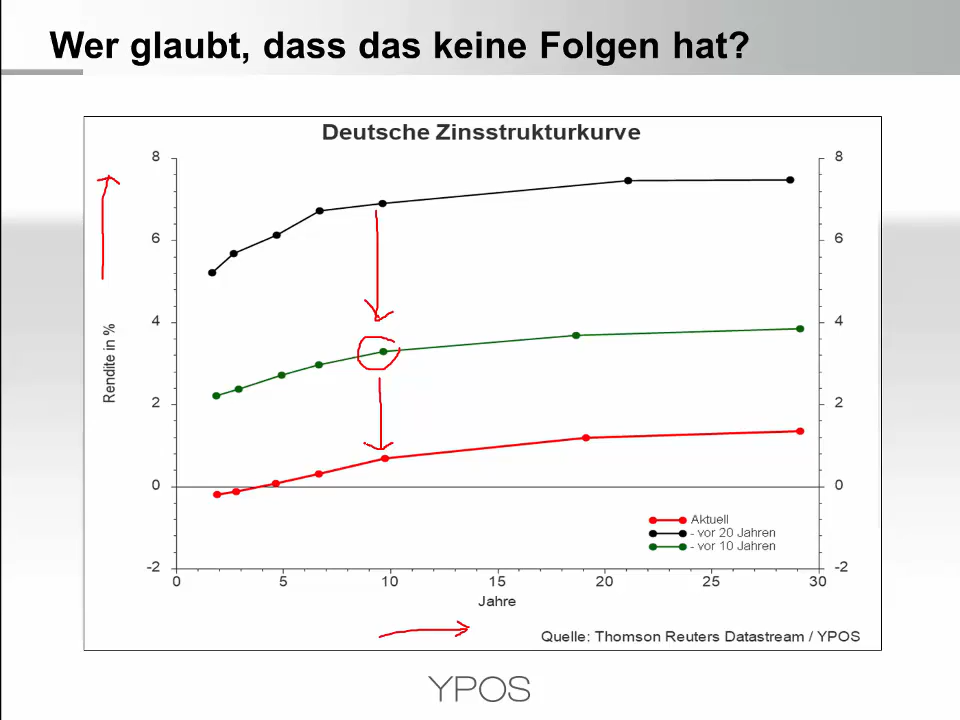 Wer glaubt, dass das keine Folgen hat?
Deutsche Zinsstrukturkurve
8 8
6 6
4 4
2 2
0 0
-2 -2
Rendite in %
0 5 10 15 20 25 30
Jahre
Aktuell
- vor 20 Jahren
- vor 10 Jahren
Quelle: Thomson Reuters Datastream / YPOS
YPOS